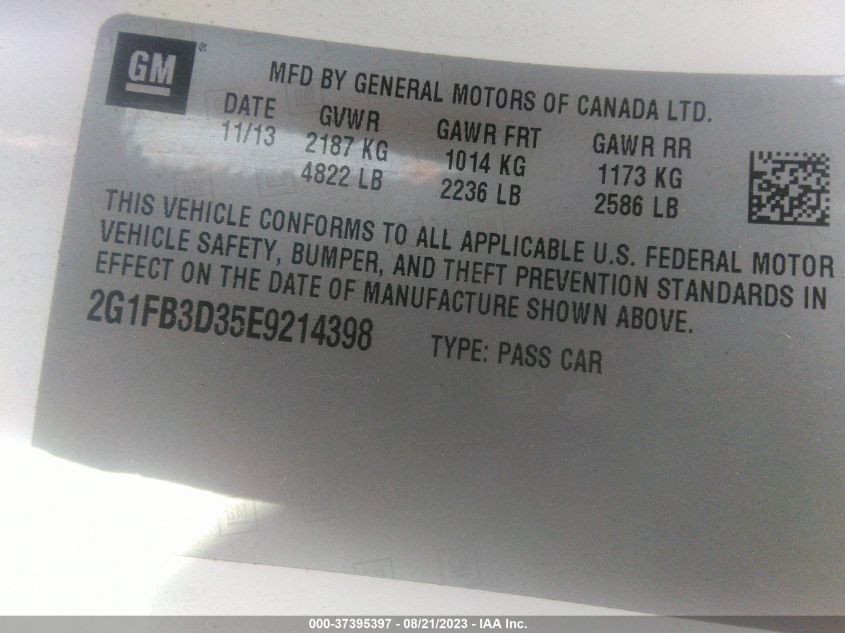 GM ®
MFD BY GENERAL MOTORS OF CANADA LTD.
DATE GVWR GAWR FRT GAWR RR
11/13 2187 KG 1014 KG 1173 KG
4822 LB 2236 LB 2586 LB
THIS VEHICLE CONFORMS TO ALL APPLICABLE U.S. FEDERAL MOTOR
VEHICLE SAFETY, BUMPER, AND THEFT PREVENTION STANDARDS IN
EFFECT ON THE DATE OF MANUFACTURE SHOWN ABOVE.
2G1FB3D35E9214398 TYPE: PASS CAR
000-37395397 - 08/21/2023 - IAA Inc.